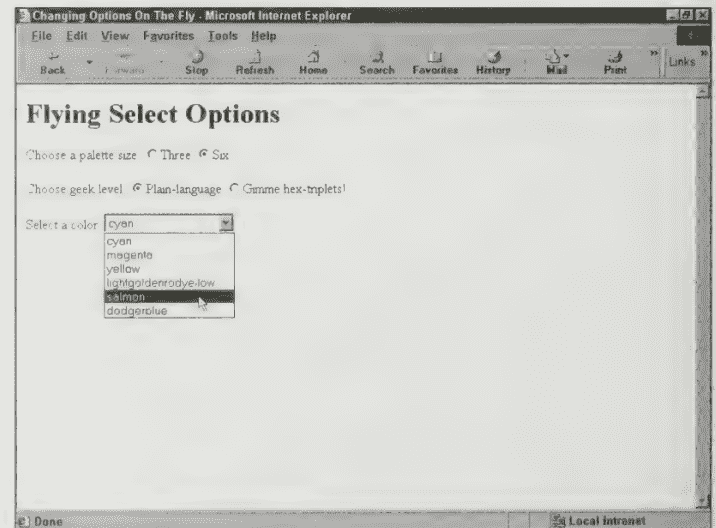 Changing Options On The Fly - Microsoft Internet Explorer
File Edit View Favorites Tools Help
Back Forward Stop Refresh Home Search Favorites History Mail Print » Links »
Flying Select Options
Choose a palette size Three Six
Choose geek level Plain-language Gimme hex-triplets!
Select a color cyan
cyan
magenta
yellow
lightgoldenrodyellow
salmon
dodgerblue
Done Local intranet